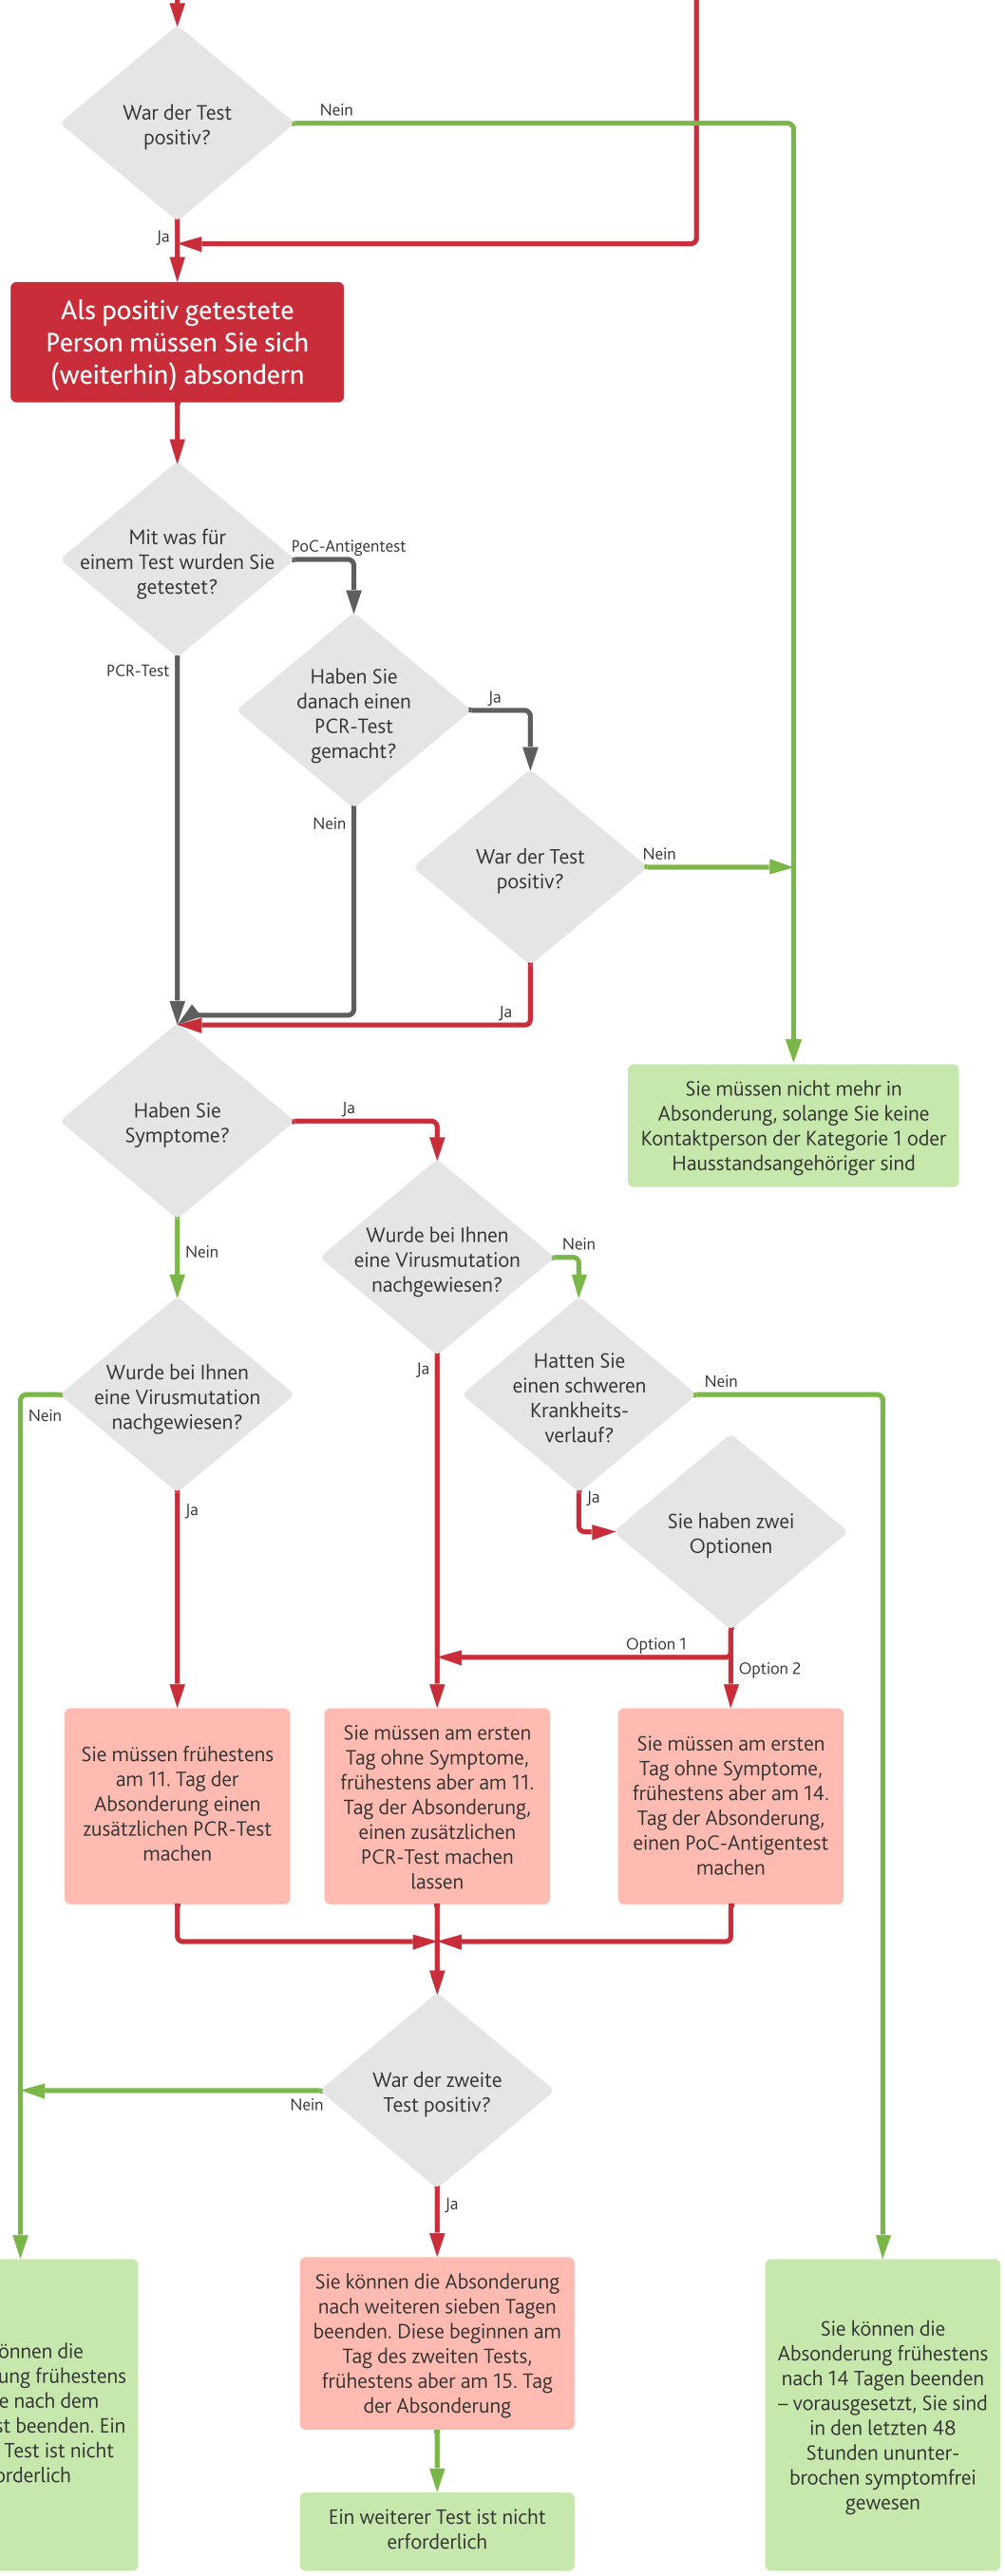 War der Test
positiv?
Nein
Ja
Als positiv getestete
Person müssen Sie sich
(weiterhin) absondern
Mit was für
einem Test wurden Sie
getestet?
PoC-Antigentest
PCR-Test
Haben Sie
danach einen
PCR-Test
gemacht?
Ja
Nein
War der Test
positiv?
Nein
Ja
Haben Sie
Symptome?
Ja
Nein
Sie müssen nicht mehr in
Absonderung, solange Sie keine
Kontaktperson der Kategorie 1 oder
Hausstandsangehöriger sind
Wurde bei Ihnen
eine Virusmutation
nachgewiesen?
Nein
Ja
Wurde bei Ihnen
eine Virusmutation
nachgewiesen?
Nein
Ja
Hatten Sie
einen schweren
Krankheits-
verlauf?
Nein
Ja
Sie haben zwei
Optionen
Option 1
Option 2
Sie müssen frühestens
am 11. Tag der
Absonderung einen
zusätzlichen PCR-Test
machen
Sie müssen am ersten
Tag ohne Symptome,
frühestens aber am 11.
Tag der Absonderung,
einen zusätzlichen
PCR-Test machen
lassen
Sie müssen am ersten
Tag ohne Symptome,
frühestens aber am 14.
Tag der Absonderung,
einen PoC-Antigentest
machen
War der zweite
Test positiv?
Nein
Ja
önnen die
ung frühestens
e nach dem
st beenden. Ein
Test ist nicht
orderlich
Sie können die Absonderung
nach weiteren sieben Tagen
beenden. Diese beginnen am
Tag des zweiten Tests,
frühestens aber am 15. Tag
der Absonderung
Ein weiterer Test ist nicht
erforderlich
Sie können die
Absonderung frühestens
nach 14 Tagen beenden
– vorausgesetzt, Sie sind
in den letzten 48
Stunden ununter-
brochen symptomfrei
gewesen